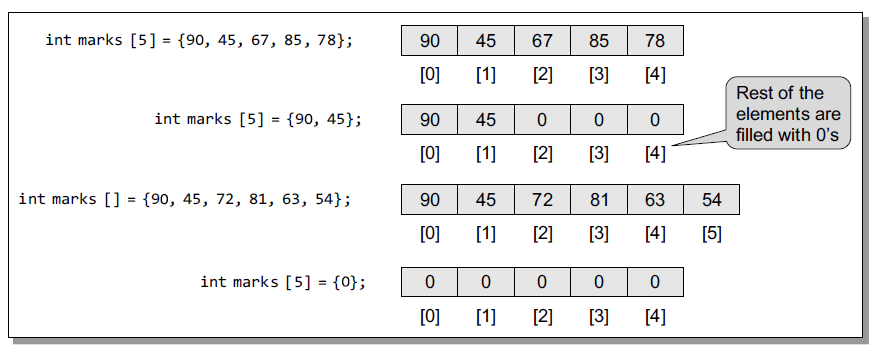 int marks [5] = {90, 45, 67, 85, 78};
90 45 67 85 78
[0] [1] [2] [3] [4]
Rest of the
elements are
filled with 0's
int marks [5] = {90, 45};
90 45 0 0 0
[0] [1] [2] [3] [4]
int marks [] = {90, 45, 72, 81, 63, 54};
90 45 72 81 63 54
[0] [1] [2] [3] [4] [5]
int marks [5] = {0};
0 0 0 0 0
[0] [1] [2] [3] [4]